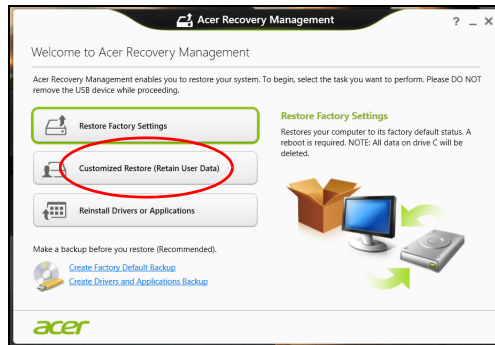 Acer Recovery Management
? _ X
Welcome to Acer Recovery Management
Acer Recovery Management enables you to restore your system. To begin, select the task you want to perform. Please DO NOT
remove the USB device while proceeding.
Restore Factory Settings
Customized Restore (Retain User Data)
Reinstall Drivers or Applications
Restore Factory Settings
Restores your computer to its factory default status. A
reboot is required. NOTE: All data on drive C will be
deleted.
Make a backup before you restore (Recommended).
Create Factory Default Backup
Create Drivers and Applications Backup
acer